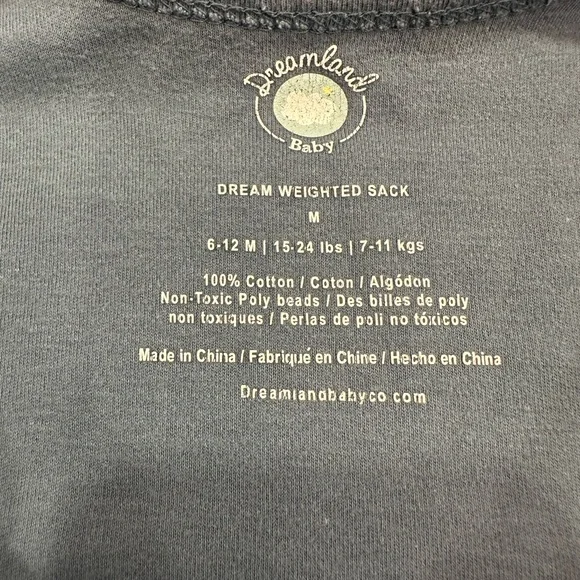 Dreamland
Baby
DREAM WEIGHTED SACK
M
6-12 M | 15-24 lbs | 7-11 kgs
100% Cotton / Coton / Algódon
Non-Toxic Poly beads / Des billes de poly
non toxiques / Perlas de poli no tóxicos
Made in China / Fabriqué en Chine / Hecho en China
Dreamlandbabyco com